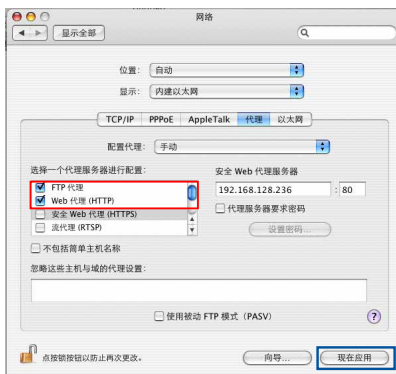 网络
显示全部
位置: 自动
显示: 内建以太网
TCP/IP PPPoE AppleTalk 代理 以太网
配置代理: 手动
选择一个代理服务器进行配置: 安全 Web 代理服务器
FTP 代理 192.168.128.236 : 80
Web 代理 (HTTP) 代理服务器要求密码
安全 Web 代理 (HTTPS) 设置密码...
流代理 (RTSP)
不包括简单主机名称
忽略这些主机与域的代理设置:
使用被动 FTP 模式 (PASV) ?
点按锁按钮以防止再次更改。 向导... 现在应用